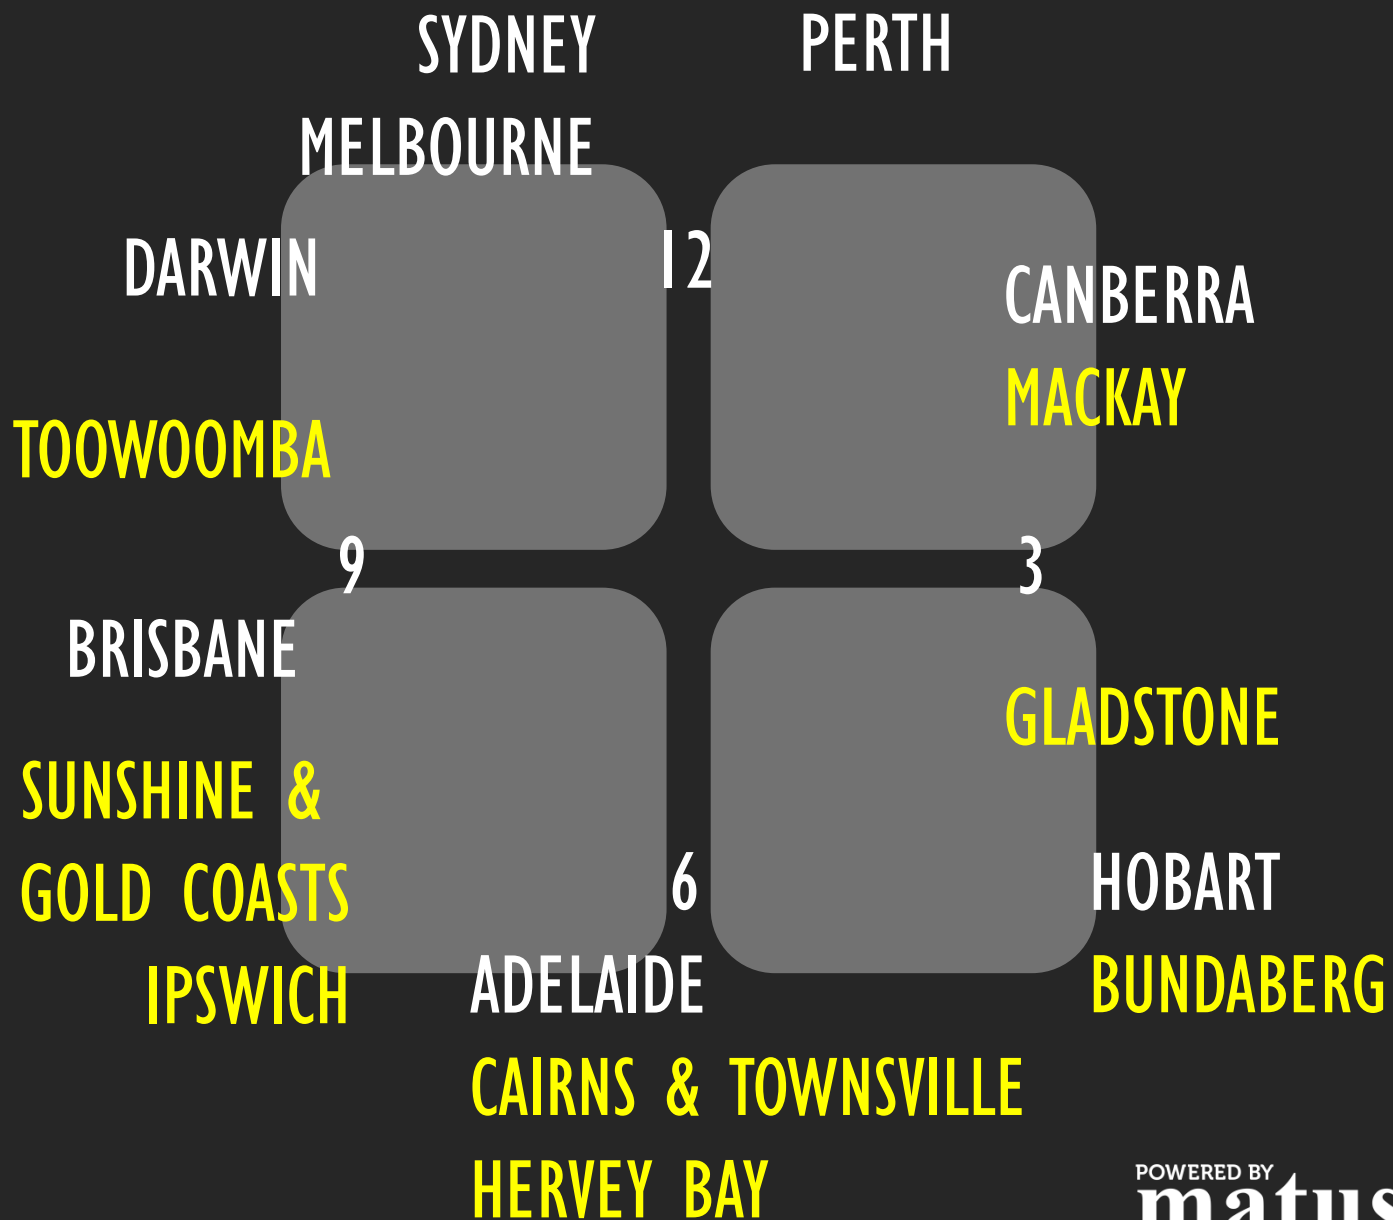 SYDNEY
PERTH
MELBOURNE
12
DARWIN
CANBERRA
MACKAY
TOOWOOMBA
9
3
BRISBANE
GLADSTONE
SUNSHINE &
GOLD COASTS
IPSWICH
6
HOBART
BUNDABERG
ADELAIDE
CAIRNS & TOWNSVILLE
HERVEY BAY
POWERED BY
matus